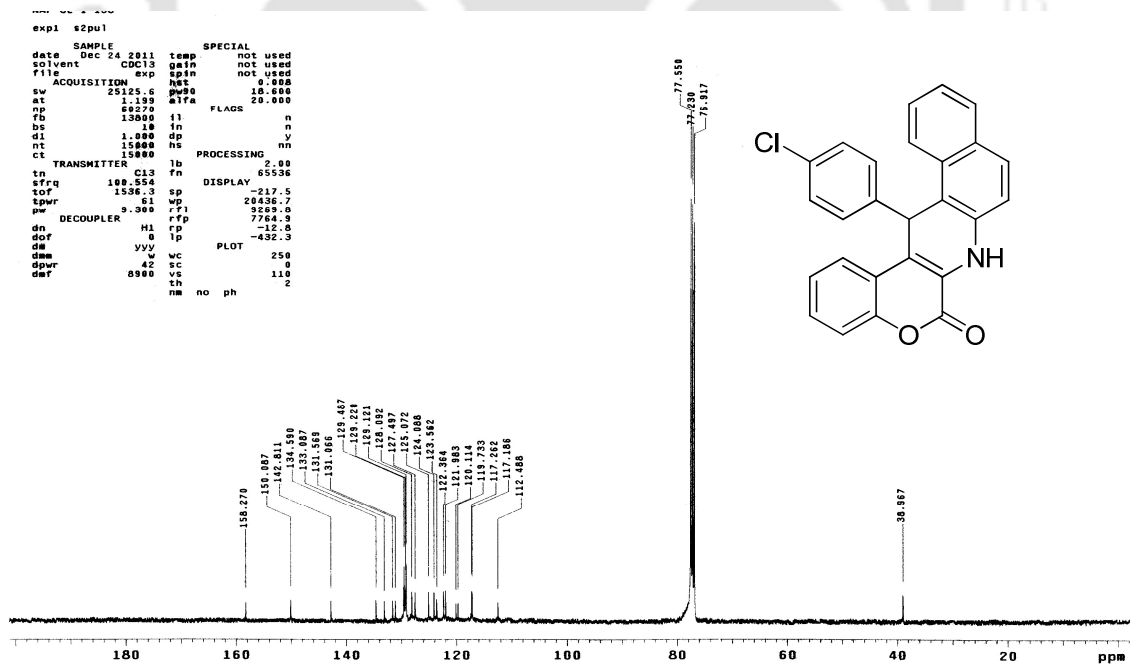 exp1 s2pul
SAMPLE
date Dec 24 2011
solvent CDCl3
file exp
ACQUISITION
sw 25125.6
at 1.199
np 60270
fb 13800
bs 10
d1 1.000
nt 15000
ct 15000
TRANSMITTER
tn C13
sfrq 100.554
tof 1536.3
tpwr 61
pw 9.300
DECOUPLER
dn H1
dof 0
dm yyy
dmm w
dpwr 42
dmf 8900
SPECIAL
temp not used
gain not used
spin not used
hst 0.008
pw90 18.600
alfa 20.000
FLAGS
il n
in n
dp y
hs nn
PROCESSING
lb 2.00
fn 65536
DISPLAY
sp -217.5
wp 20436.7
rfl 9269.8
rfp 7764.9
rp -12.8
lp -432.3
PLOT
wc 250
sc 0
vs 110
th 2
nm no ph
158.270
150.087
142.811
134.590
133.087
131.569
131.066
129.487
129.220
129.121
128.092
127.497
125.072
124.088
123.562
122.364
121.983
120.114
119.733
117.262
117.186
112.488
77.550
77.230
76.917
38.967
Cl
NH
O
O
180 160 140 120 100 80 60 40 20 ppm